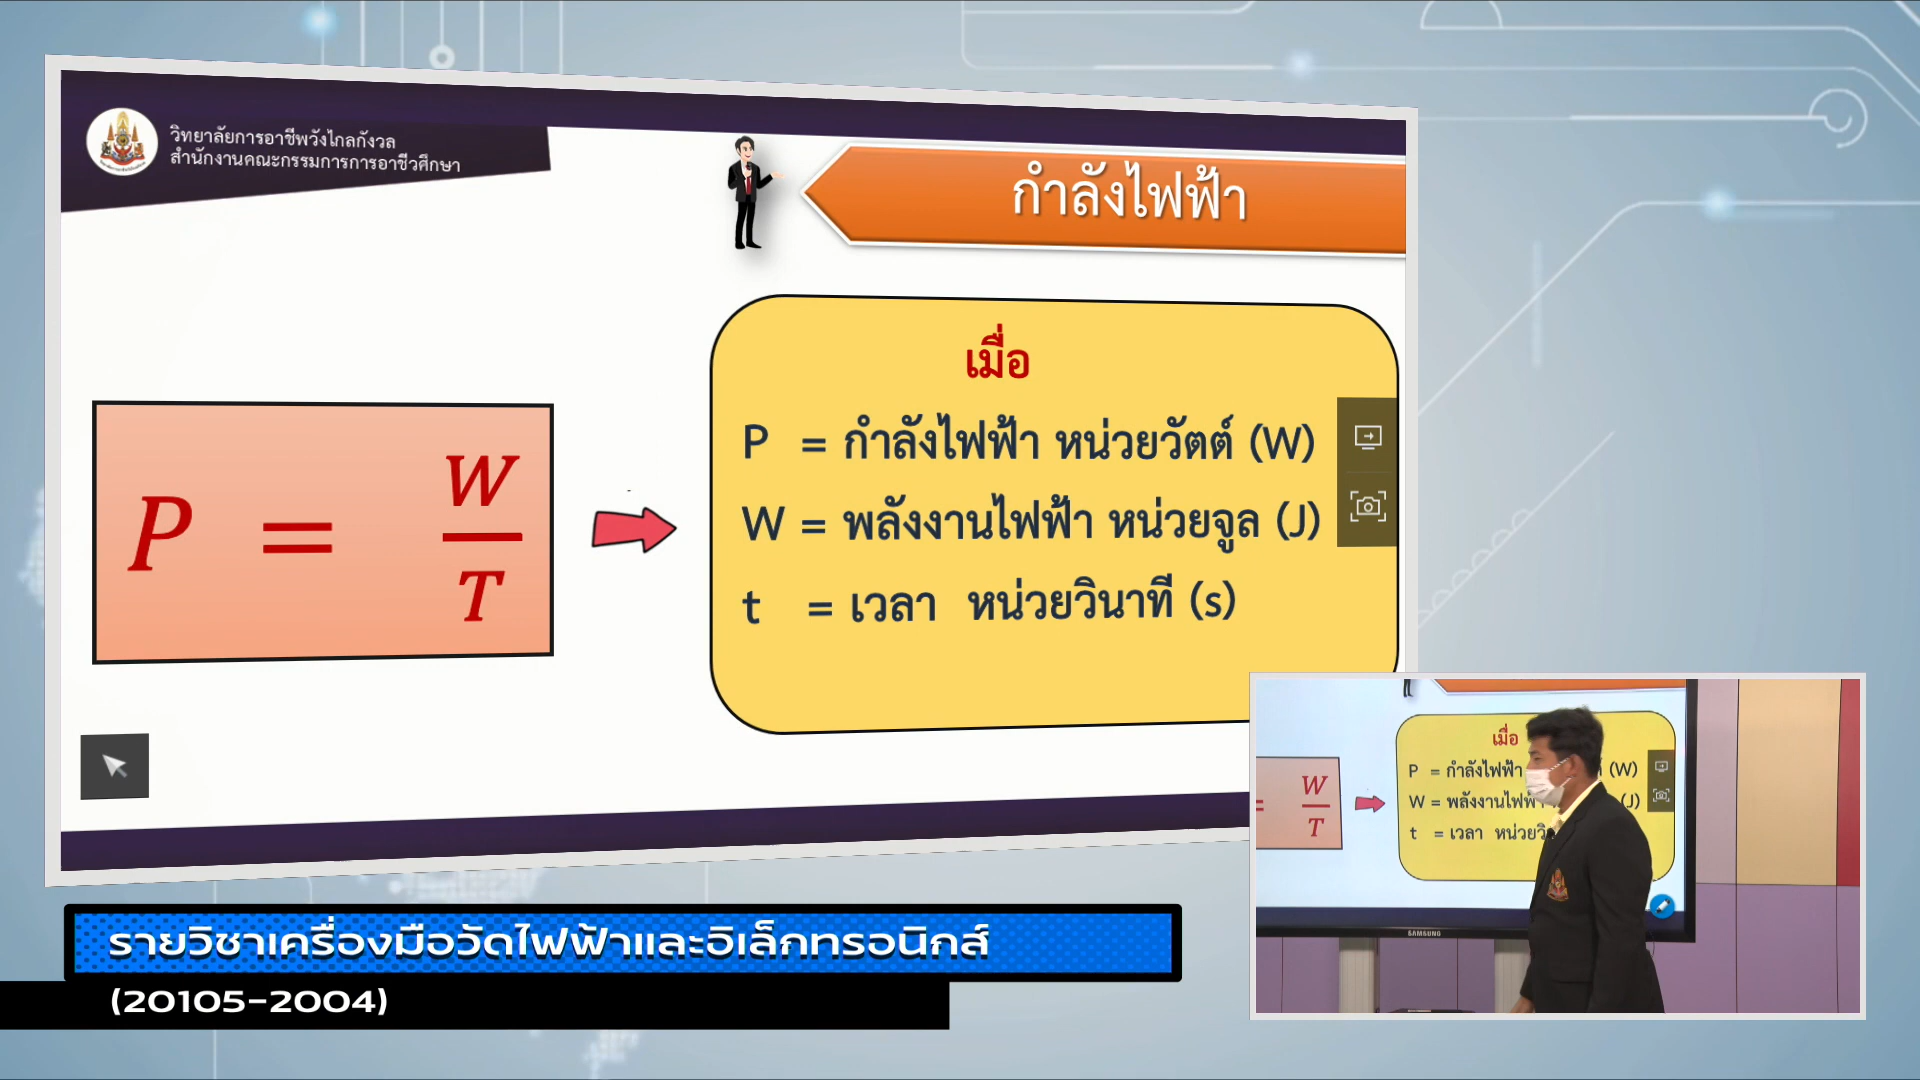 วิทยาลัยการอาชีพวังไกลกังวล
สำนักงานคณะกรรมการการอาชีวศึกษา
กำลังไฟฟ้า
P = W/T
เมื่อ
P = กำลังไฟฟ้า หน่วยวัตต์ (W)
W = พลังงานไฟฟ้า หน่วยจูล (J)
t = เวลา หน่วยวินาที (s)
= W/T
เมื่อ
P = กำลังไฟฟ้า (W)
W = พลังงานไฟฟ้ (J)
t = เวลา หน่วยวิ
SAMSUNG
รายวิชาเครื่องมือวัดไฟฟ้าและอิเล็กทรอนิกส์
(20105-2004)